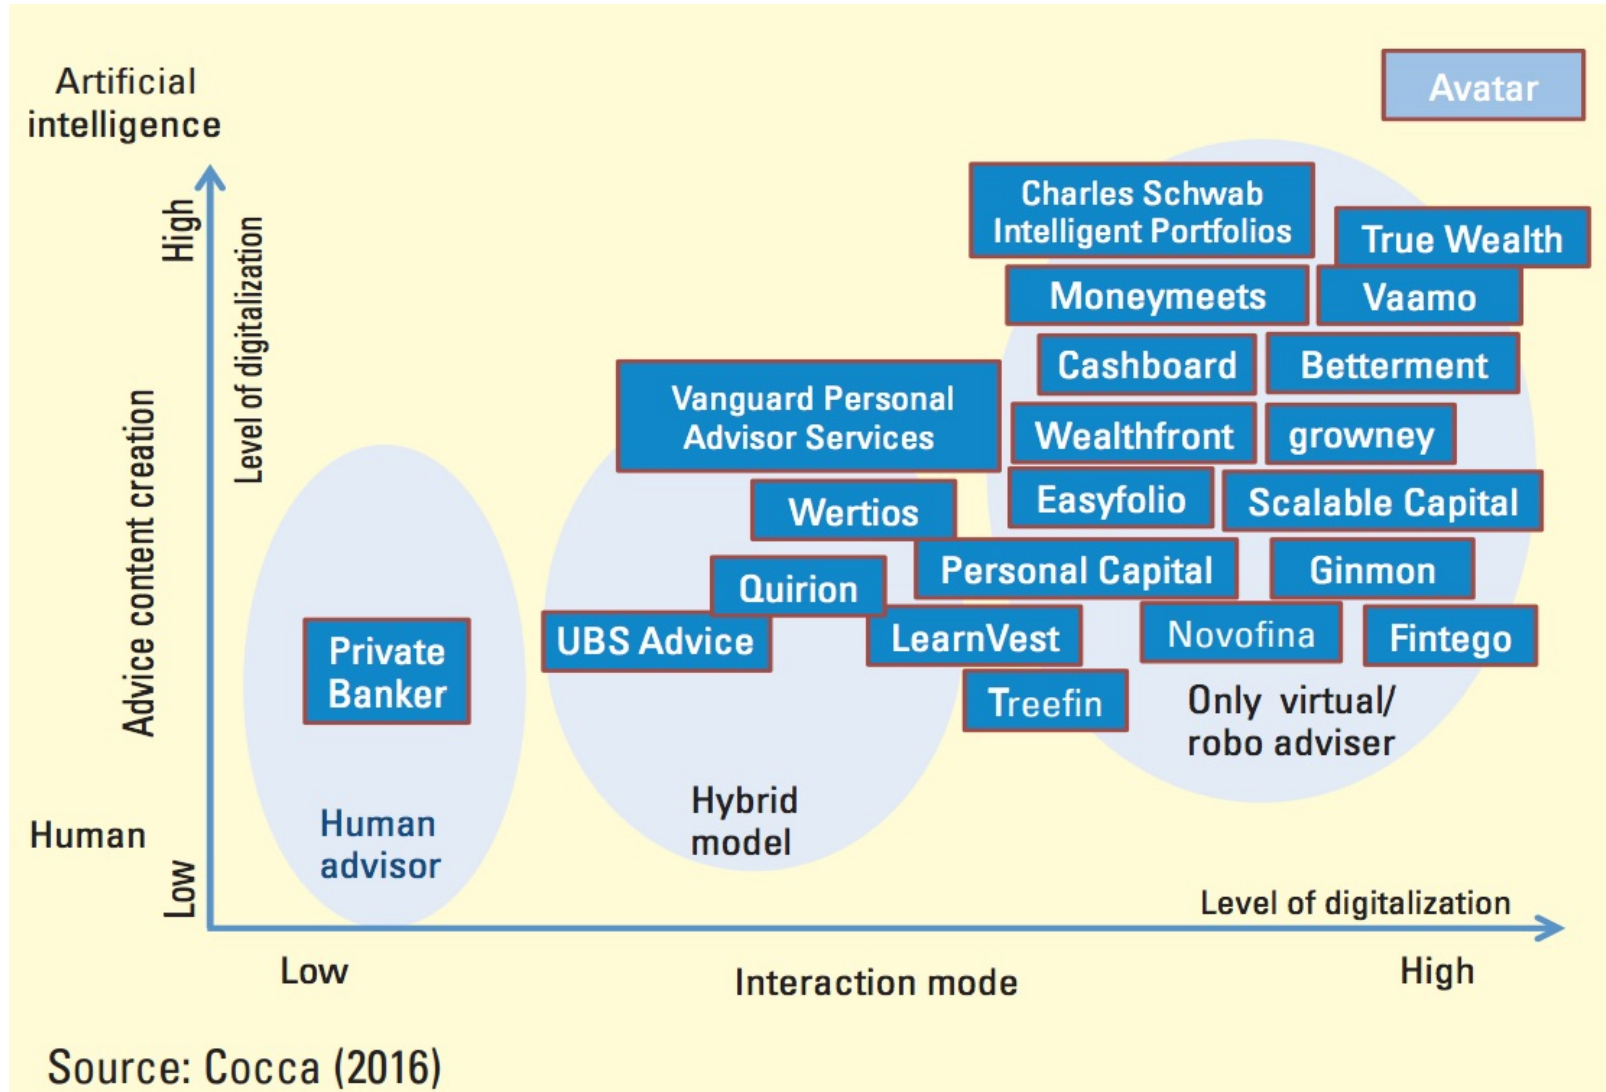 Avatar
Artificial
intelligence
High
Level of digitalization
Advice content creation
Human
Low
Charles Schwab
Intelligent Portfolios
True Wealth
Moneymeets
Vaamo
Cashboard
Betterment
Vanguard Personal
Advisor Services
Wealthfront
growney
Easyfolio
Scalable Capital
Wertios
Personal Capital
Ginmon
Quirion
UBS Advice
LearnVest
Novofina
Fintego
Private
Banker
Treefin
Only virtual/
robo adviser
Hybrid
model
Human
advisor
Level of digitalization
Low
Interaction mode
High
Source: Cocca (2016)